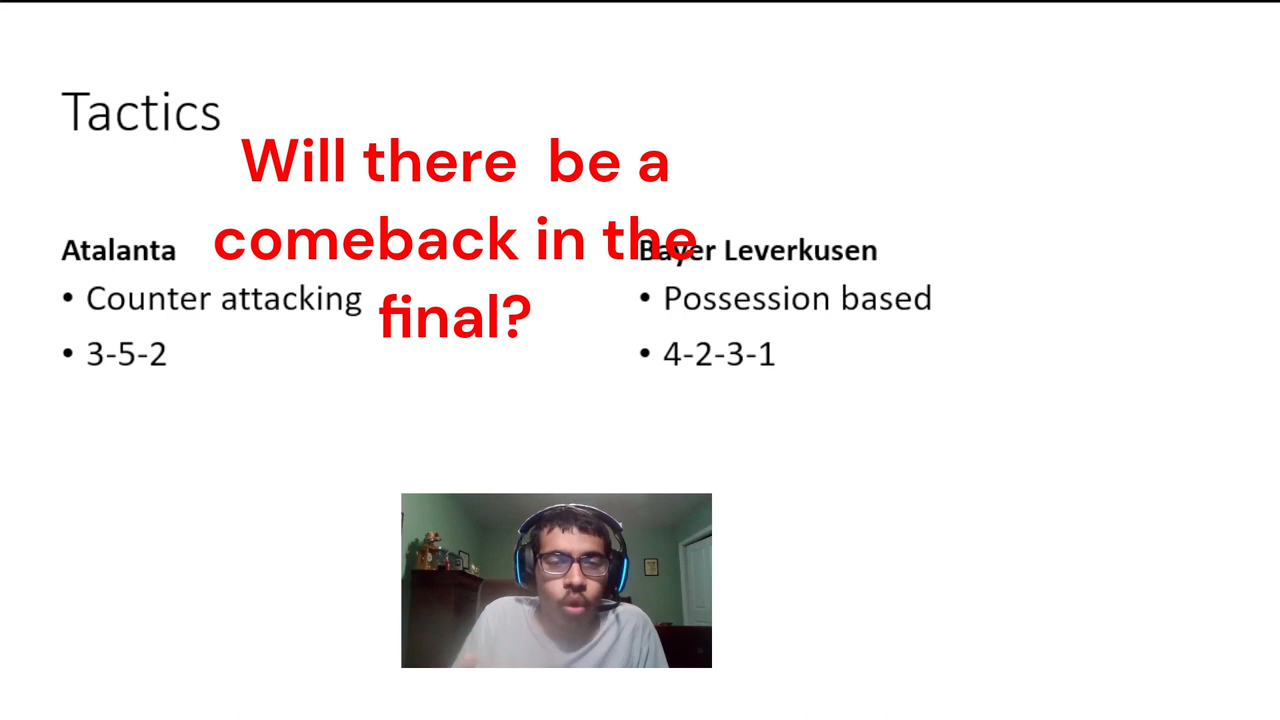 Tactics
Will there be a
comeback in the
final?
Atalanta
• Counter attacking
• 3-5-2
Bayer Leverkusen
• Possession based
• 4-2-3-1